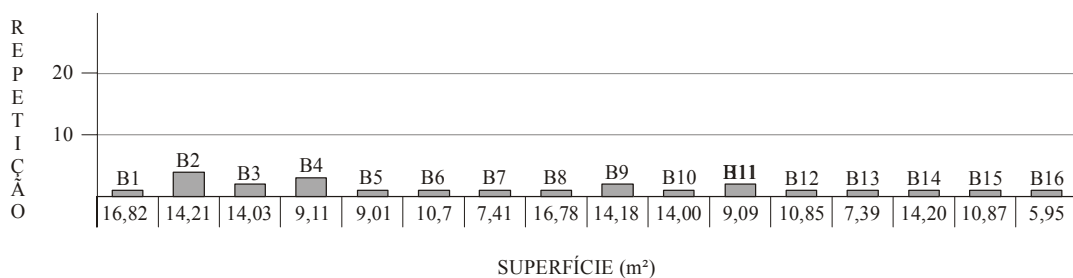 REPETIÇÃO
20
10
B1 B2 B3 B4 B5 B6 B7 B8 B9 B10 B11 B12 B13 B14 B15 B16
16,82 14,21 14,03 9,11 9,01 10,7 7,41 16,78 14,18 14,00 9,09 10,85 7,39 14,20 10,87 5,95
SUPERFÍCIE (m²)